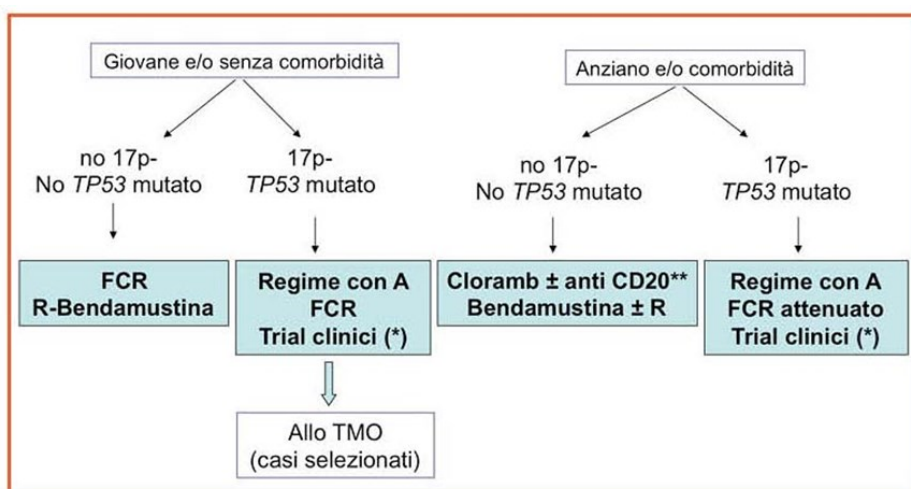 Giovane e/o senza comorbidità
Anziano e/o comorbidità
no 17p-
No TP53 mutato
17p-
TP53 mutato
no 17p-
No TP53 mutato
17p-
TP53 mutato
FCR
R-Bendamustina
Regime con A
FCR
Trial clinici (*)
Cloramb ± anti CD20**
Bendamustina ± R
Regime con A
FCR attenuato
Trial clinici (*)
Allo TMO
(casi selezionati)